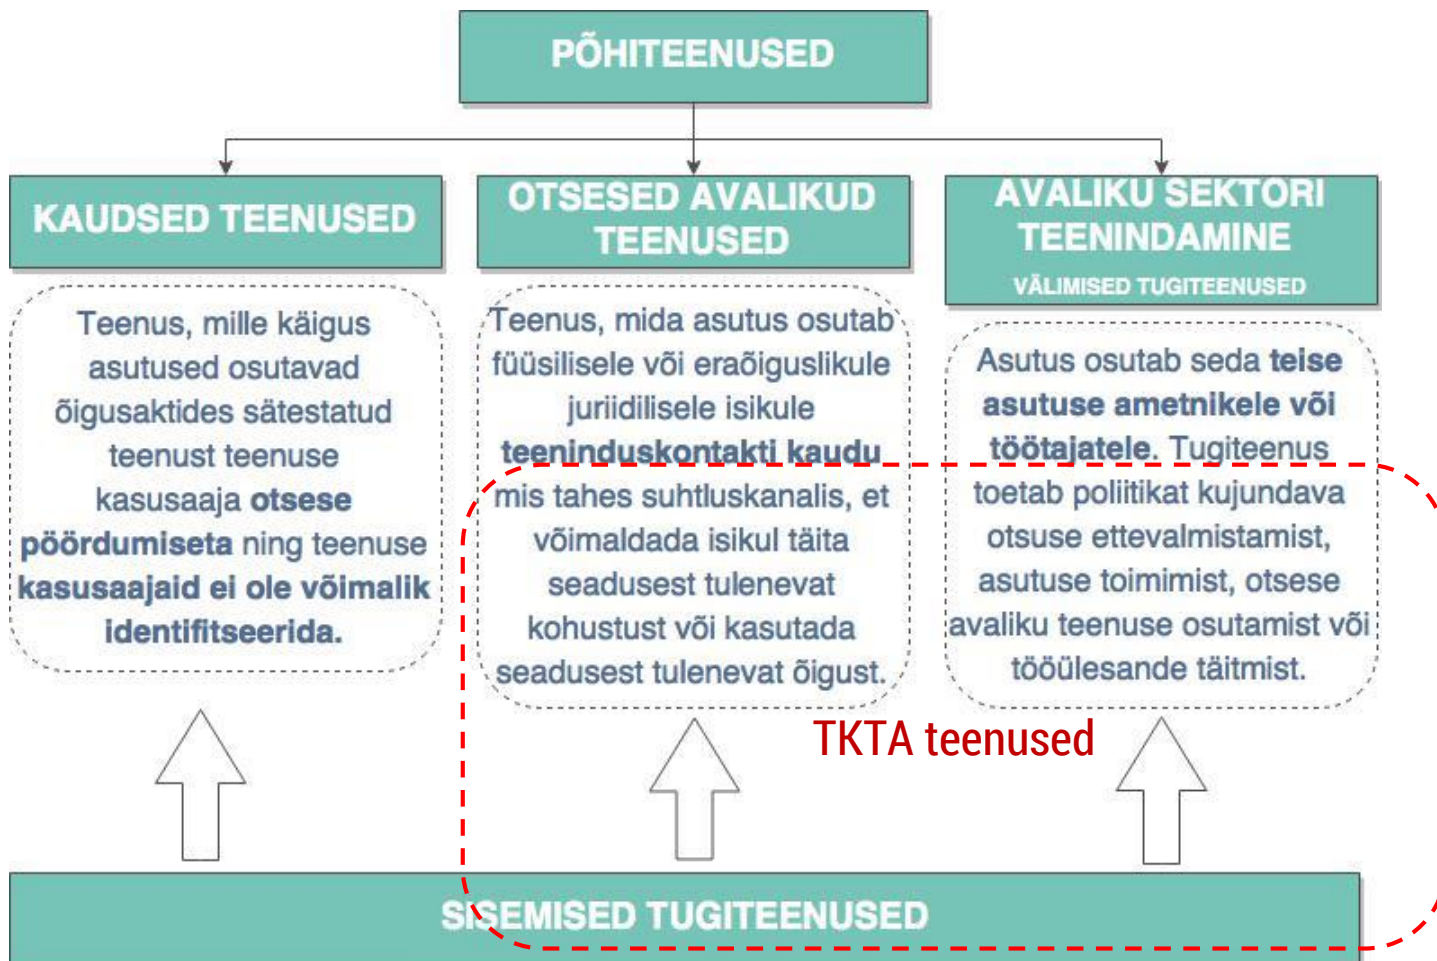 PÕHITEENUSED
KAUDSED TEENUSED
Teenus, mille käigus
asutused osutavad
õigusaktides sätestatud
teenust teenuse
kasusaaja otsese
pöördumiseta ning teenuse
kasusaajaid ei ole võimalik
identifitseerida.
OTSESED AVALIKUD
TEENUSED
Teenus, mida asutus osutab
füüsilisele või eraõiguslikule
juriidilisele isikule
teeninduskontakti kaudu
mis tahes suhtluskanalis, et
võimaldada isikul täita
seadusest tulenevat
kohustust või kasutada
seadusest tulenevat õigust.
AVALIKU SEKTORI
TEENINDAMINE
VÄLIMISED TUGITEENUSED
Asutus osutab seda teise
asutuse ametnikele või
töötajatele. Tugiteenus
toetab poliitikat kujundava
otsuse ettevalmistamist,
asutuse toimimist, otsese
avaliku teenuse osutamist või
tööülesande täitmist.
TKTA teenused
SISEMISED TUGITEENUSED